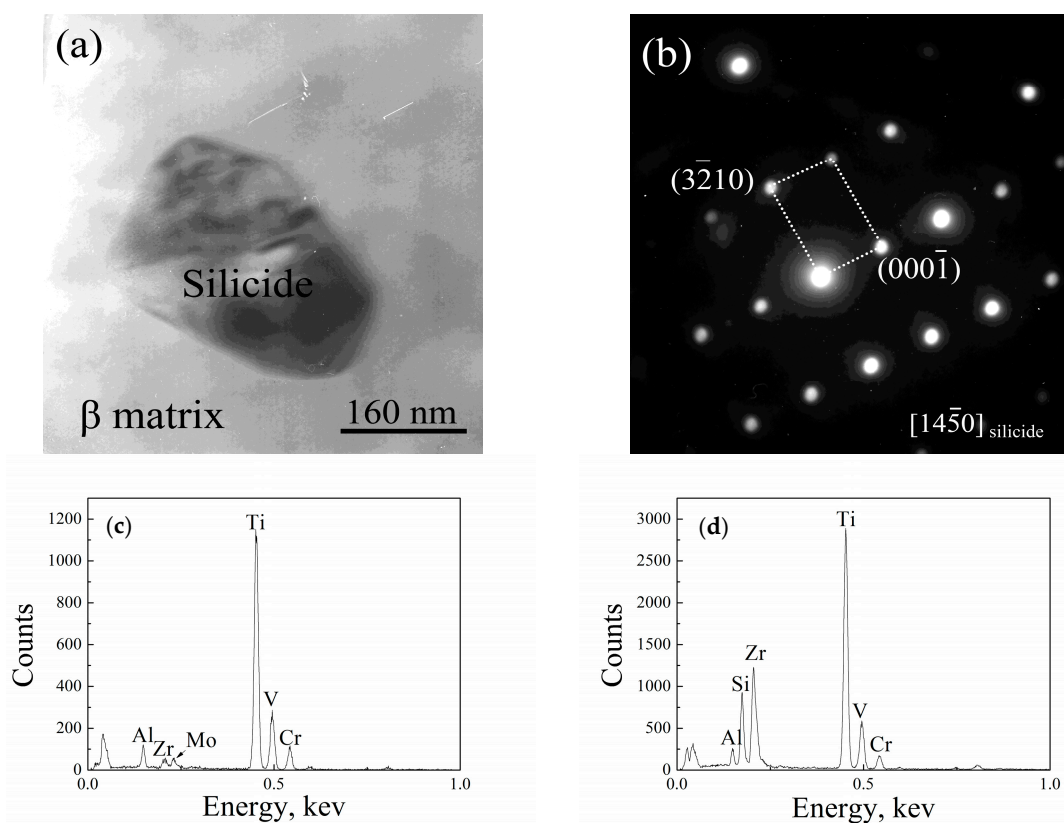 (a)
Silicide
β matrix
160 nm
(b)
(32̅10)
(0001̅)
[145̅0] silicide
(c)
1200
1000
800
600
400
200
0
Counts
Ti
V
Cr
Al
Zr
Mo
0.0
0.5
1.0
Energy, kev
(d)
3000
2500
2000
1500
1000
500
0
Counts
Ti
Zr
Si
V
Al
Cr
0.0
0.5
1.0
Energy, kev